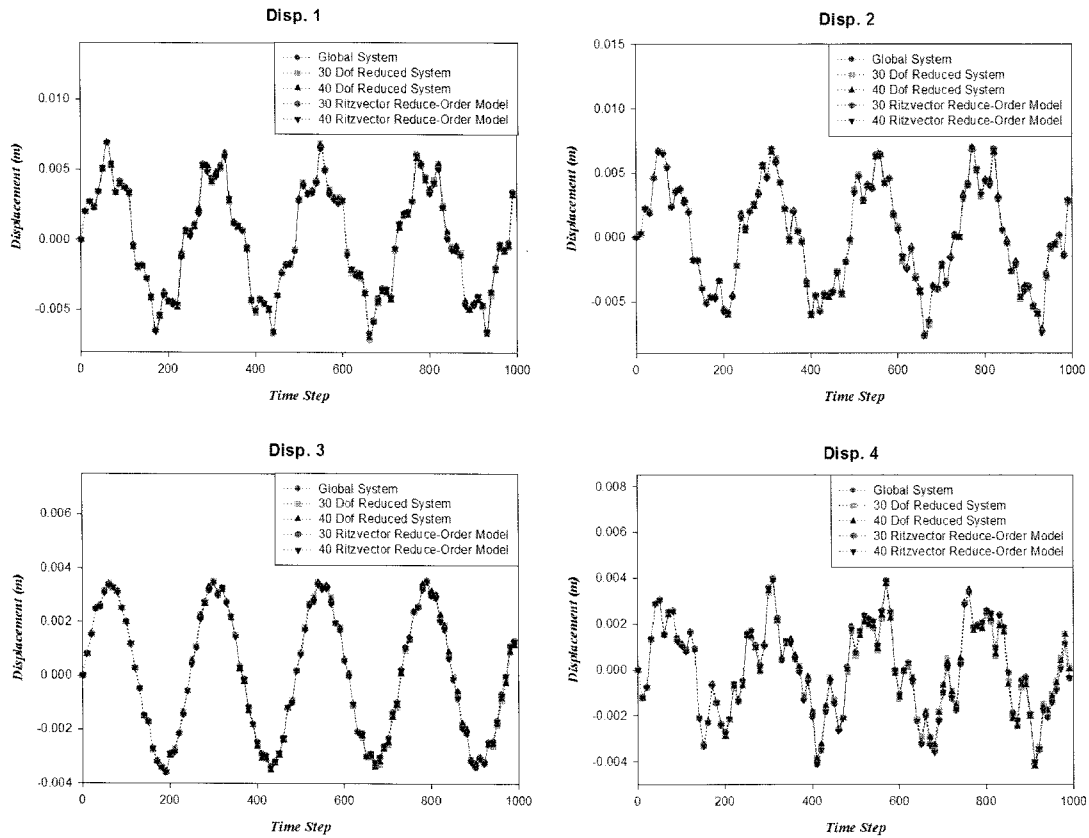 Disp. 1
Global System
30 Dof Reduced System
40 Dof Reduced System
30 Ritzvector Reduce-Order Model
40 Ritzvector Reduce-Order Model
Displacement (m)
0.010
0.005
0.000
-0.005
0 200 400 600 800 1000
Time Step
Disp. 2
Global System
30 Dof Reduced System
40 Dof Reduced System
30 Ritzvector Reduce-Order Model
40 Ritzvector Reduce-Order Model
Displacement (m)
0.015
0.010
0.005
0.000
-0.005
0 200 400 600 800 1000
Time Step
Disp. 3
Global System
30 Dof Reduced System
40 Dof Reduced System
30 Ritzvector Reduce-Order Model
40 Ritzvector Reduce-Order Model
Displacement (m)
0.006
0.004
0.002
0.000
-0.002
-0.004
0 200 400 600 800 1000
Time Step
Disp. 4
Global System
30 Dof Reduced System
40 Dof Reduced System
30 Ritzvector Reduce-Order Model
40 Ritzvector Reduce-Order Model
Displacement (m)
0.008
0.006
0.004
0.002
0.000
-0.002
-0.004
0 200 400 600 800 1000
Time Step